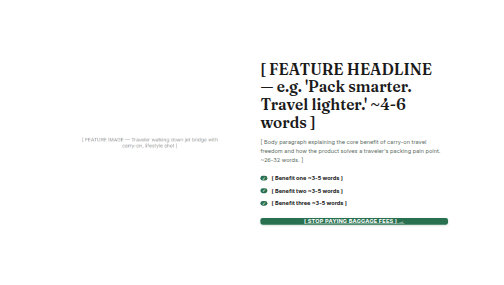 [ FEATURE IMAGE — Traveler walking down jet bridge with
carry-on, lifestyle shot ]
[ FEATURE HEADLINE
— e.g. 'Pack smarter.
Travel lighter.' ~4-6
words ]
[ Body paragraph explaining the core benefit of carry-on travel
freedom and how the product solves a traveler's packing pain point.
~26-32 words. ]
[ Benefit one ~3-5 words ]
[ Benefit two ~3-5 words ]
[ Benefit three ~3-5 words ]
[ STOP PAYING BAGGAGE FEES ] →